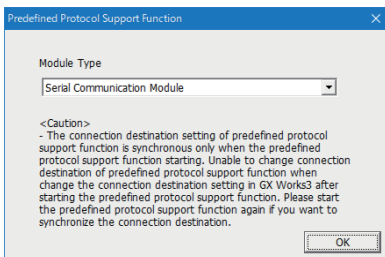 Predefined Protocol Support Function
Module Type
Serial Communication Module
<Caution>
- The connection destination setting of predefined protocol
support function is synchronous only when the predefined
protocol support function starting. Unable to change connection
destination of predefined protocol support function when
change the connection destination setting in GX Works3 after
starting the predefined protocol support function. Please start
the predefined protocol support function again if you want to
synchronize the connection destination.
OK